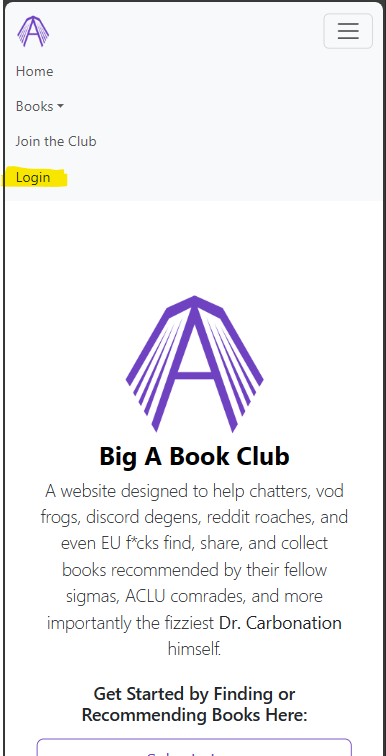 Home
Books
Join the Club
Login
Big A Book Club
A website designed to help chatters, vod
frogs, discord degens, reddit roaches, and
even EU f*cks find, share, and collect
books recommended by their fellow
sigmas, ACLU comrades, and more
importantly the fizziest Dr. Carbonation
himself.
Get Started by Finding or
Recommending Books Here: